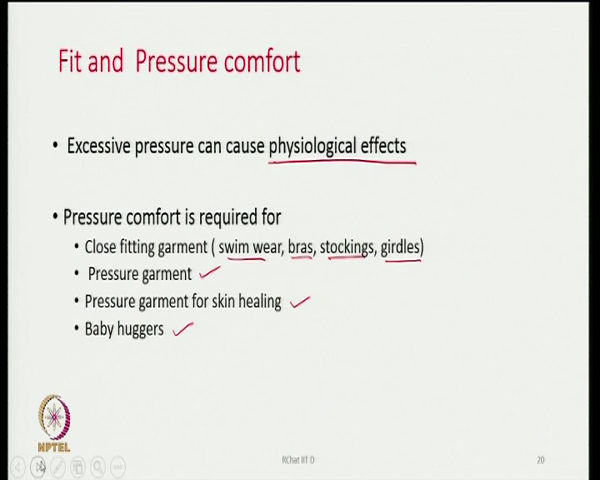 Fit and Pressure comfort
• Excessive pressure can cause physiological effects
• Pressure comfort is required for
• Close fitting garment ( swim wear, bras, stockings, girdles)
• Pressure garment
• Pressure garment for skin healing
• Baby huggers
NPTEL
RChat IIT D
20